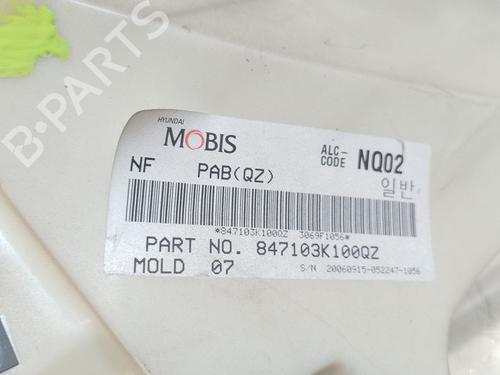 B-PARTS
HYUNDAI
MOBIS
ALC-CODE NQ02
NF PAB(QZ)
일반
*847103K100QZ 3069F1056*
PART NO. 847103K100QZ
MOLD 07
S/N 20060915-052247-1056